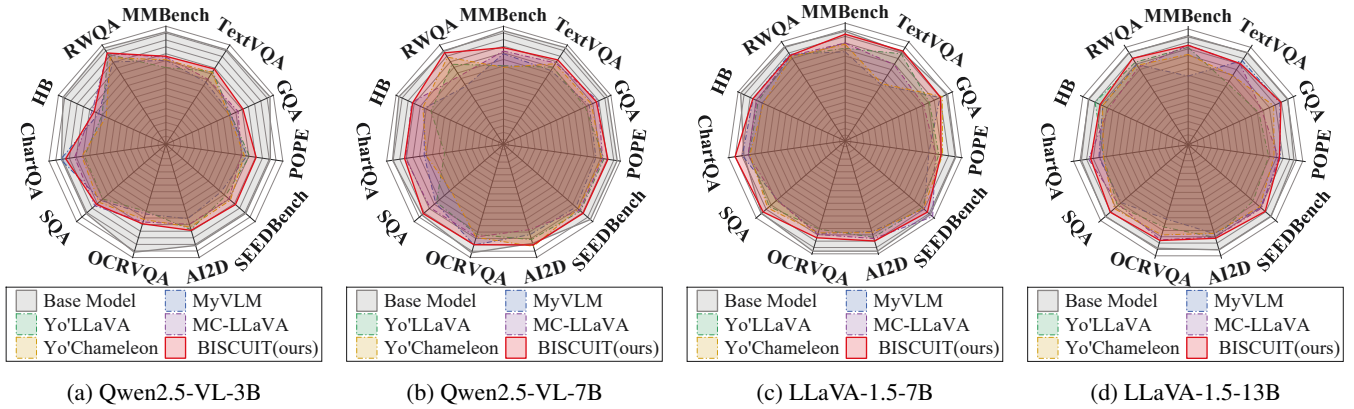 MMBench
TextVQA
GQA
POPE
SEEDBench
AI2D
OCRVQA
SQA
ChartQA
HB
RWQA
Base Model
MyVLM
Yo'LLaVA
MC-LLaVA
Yo'Chameleon
BISCUIT(ours)
(a) Qwen2.5-VL-3B
MMBench
TextVQA
GQA
POPE
SEEDBench
AI2D
OCRVQA
SQA
ChartQA
HB
RWQA
Base Model
MyVLM
Yo'LLaVA
MC-LLaVA
Yo'Chameleon
BISCUIT(ours)
(b) Qwen2.5-VL-7B
MMBench
TextVQA
GQA
POPE
SEEDBench
AI2D
OCRVQA
SQA
ChartQA
HB
RWQA
Base Model
MyVLM
Yo'LLaVA
MC-LLaVA
Yo'Chameleon
BISCUIT(ours)
(c) LLaVA-1.5-7B
MMBench
TextVQA
GQA
POPE
SEEDBench
AI2D
OCRVQA
SQA
ChartQA
HB
RWQA
Base Model
MyVLM
Yo'LLaVA
MC-LLaVA
Yo'Chameleon
BISCUIT(ours)
(d) LLaVA-1.5-13B